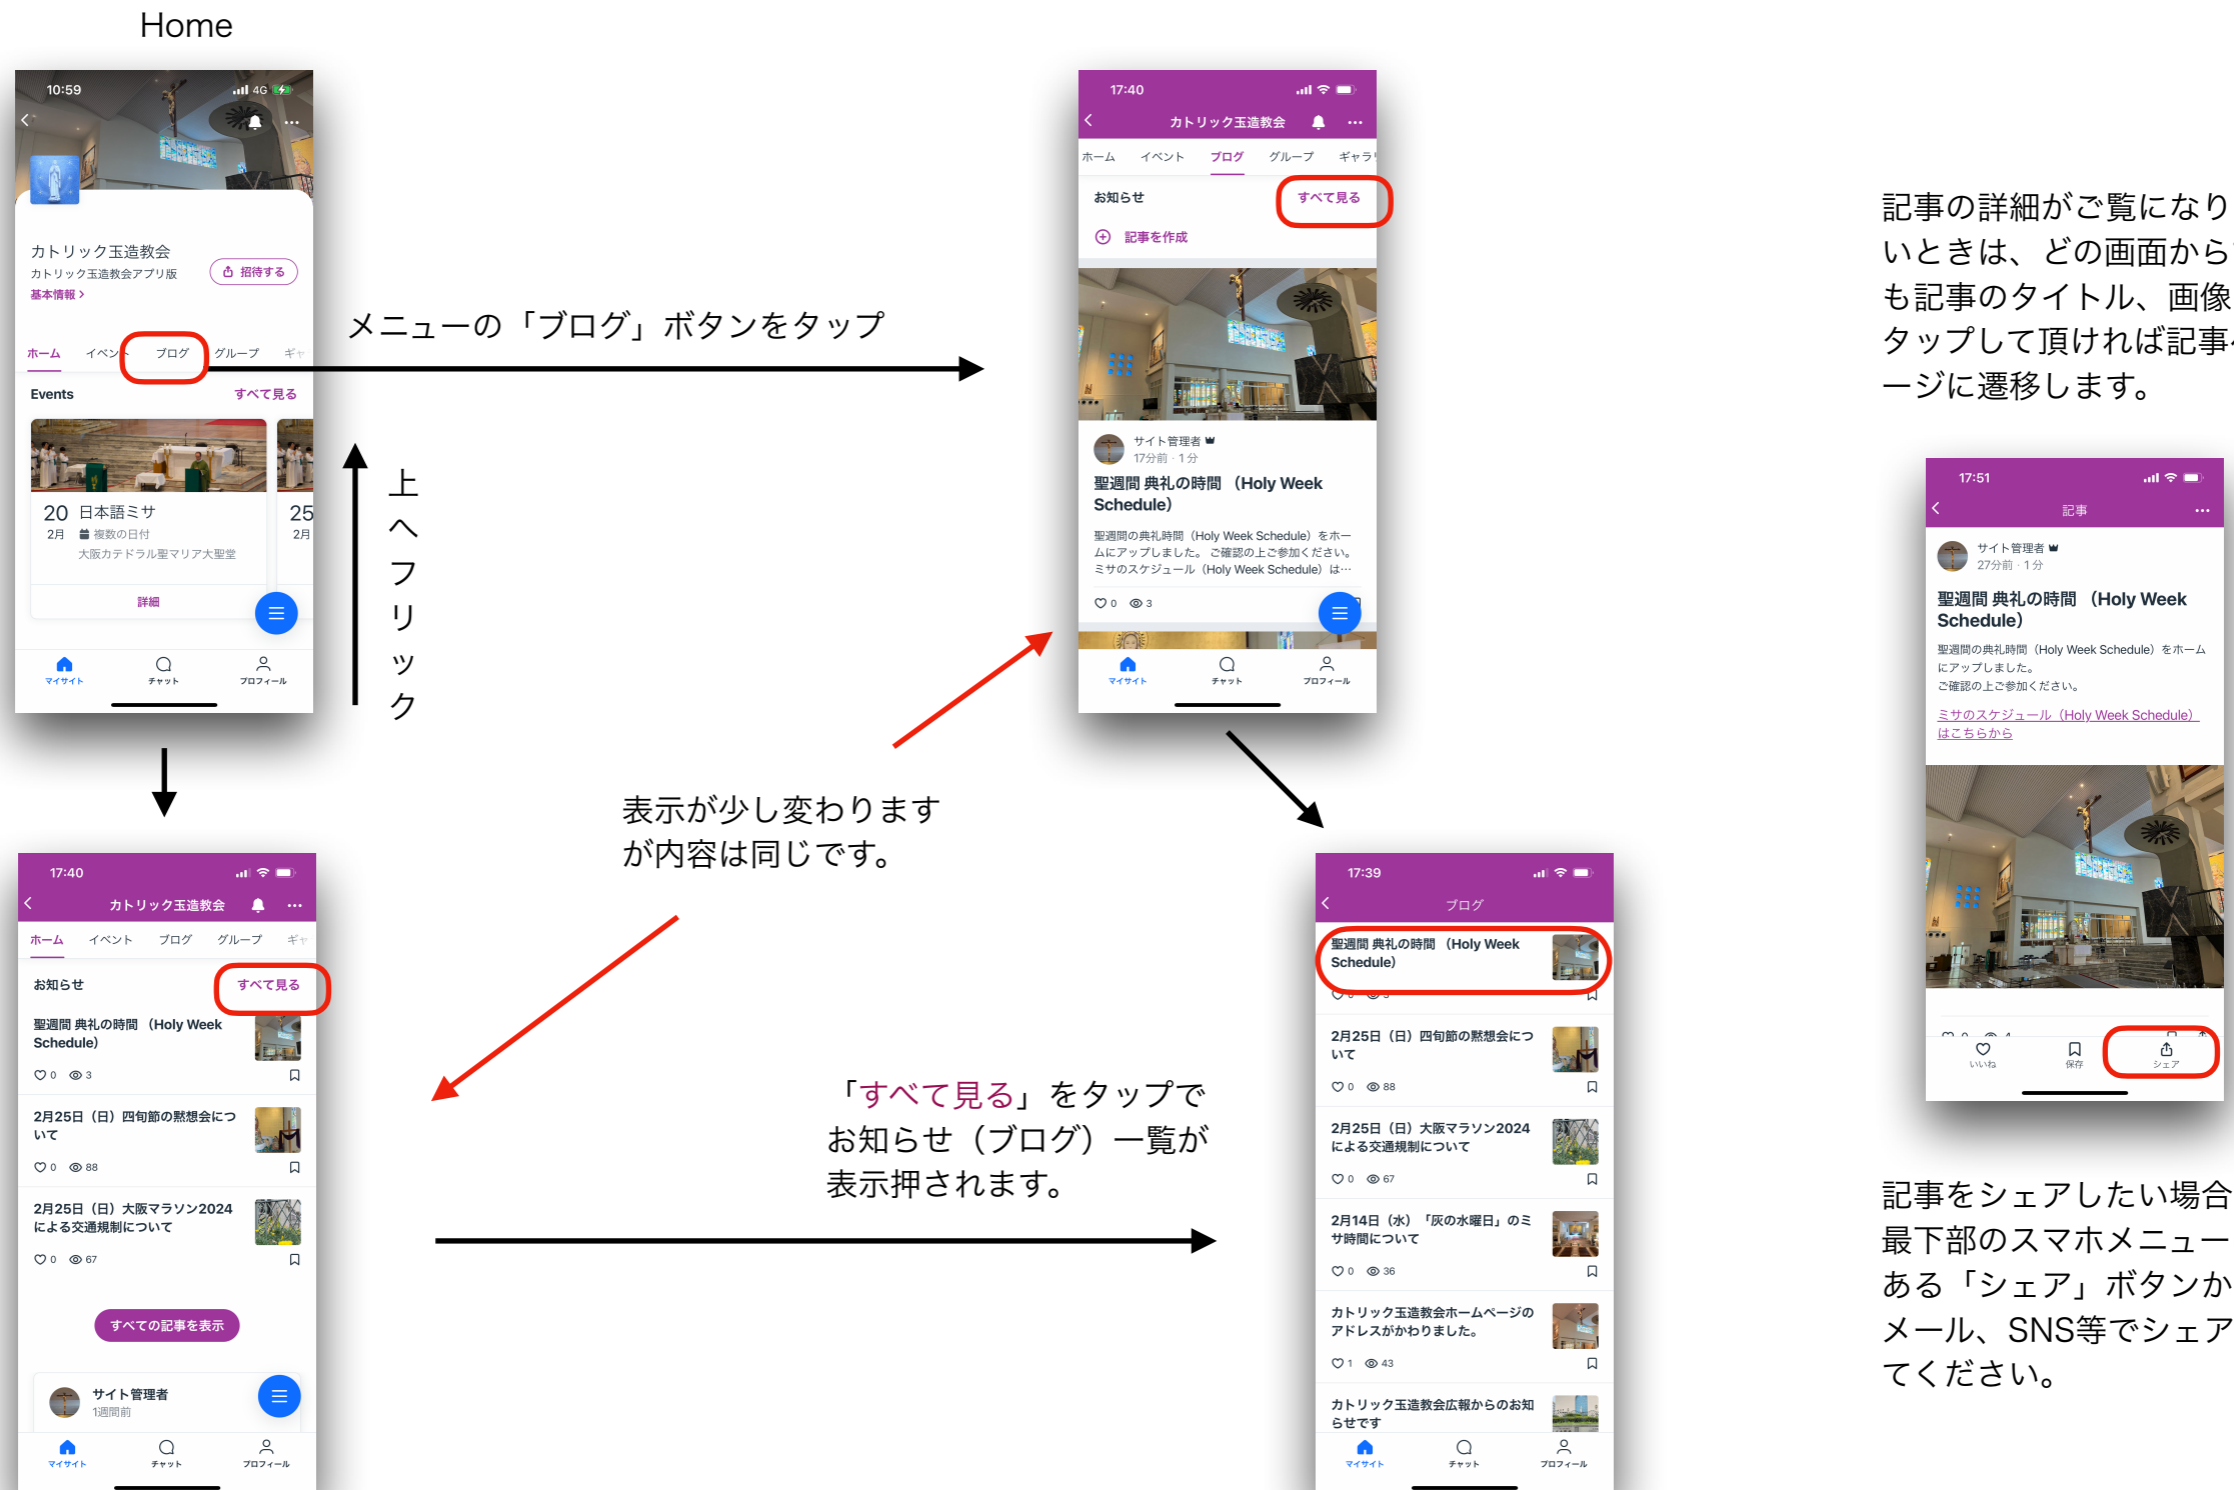 Home
10:59
4G
カトリック玉造教会
カトリック玉造教会アプリ版
基本情報 >
招待する
ホーム イベント ブログ グループ ギャ
Events すべて見る
20 日本語ミサ
2月 複数の日付
大阪カテドラル聖マリア大聖堂
25
2月
詳細
マイサイト チャット プロフィール
メニューの「ブログ」ボタンをタップ
上へフリック
17:40
カトリック玉造教会
ホーム イベント ブログ グループ ギャラリ
お知らせ すべて見る
記事を作成
サイト管理者
17分前 · 1分
聖週間 典礼の時間 （Holy Week
Schedule）
聖週間の典礼時間（Holy Week Schedule）をホー
ムにアップしました。 ご確認の上ご参加ください。
ミサのスケジュール（Holy Week Schedule）は…
0 3
マイサイト チャット プロフィール
表示が少し変わります
が内容は同じです。
17:40
カトリック玉造教会
ホーム イベント ブログ グループ ギャ
お知らせ すべて見る
聖週間 典礼の時間 （Holy Week
Schedule）
0 3
2月25日（日）四旬節の黙想会につ
いて
0 88
2月25日（日）大阪マラソン2024
による交通規制について
0 67
すべての記事を表示
サイト管理者
1週間前
マイサイト チャット プロフィール
「すべて見る」をタップで
お知らせ（ブログ）一覧が
表示押されます。
17:39
ブログ
聖週間 典礼の時間 （Holy Week
Schedule）
0 3
2月25日（日）四旬節の黙想会につ
いて
0 88
2月25日（日）大阪マラソン2024
による交通規制について
0 67
2月14日（水）「灰の水曜日」のミ
サ時間について
0 36
カトリック玉造教会ホームページの
アドレスがかわりました。
1 43
カトリック玉造教会広報からのお知
らせです
マイサイト チャット プロフィール
記事の詳細がご覧になり
いときは、どの画面から
も記事のタイトル、画像
タップして頂ければ記事
ージに遷移します。
17:51
記事
サイト管理者
27分前 · 1分
聖週間 典礼の時間 （Holy Week
Schedule）
聖週間の典礼時間（Holy Week Schedule）をホーム
にアップしました。
ご確認の上ご参加ください。
ミサのスケジュール（Holy Week Schedule）
はこちらから
0 4
いいね 保存 シェア
記事をシェアしたい場合
最下部のスマホメニュー
ある「シェア」ボタンか
メール、SNS等でシェア
てください。